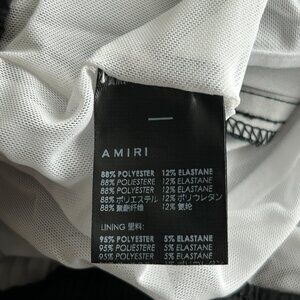 AMIRI
88% POLYESTER 12% ELASTANE
88% POLIESTERE 12% ELASTANE
88% POLYESTER 12% ELASTANE
88% ポリエステル 12% ポリウレタン
88% 聚酯纤维 12% 氨纶
LINING 里料:
95% POLYESTER 5% ELASTANE
95% POLIESTERE 5% ELASTANE
95% POLYESTER 5% ELASTANE